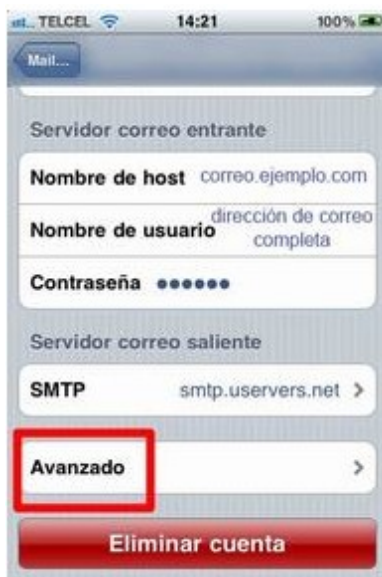 TELCEL 14:21 100%
Mail...
Servidor correo entrante
Nombre de host correo.ejemplo.com
Nombre de usuario dirección de correo
completa
Contraseña ••••••
Servidor correo saliente
SMTP smtp.uservers.net >
Avanzado >
Eliminar cuenta